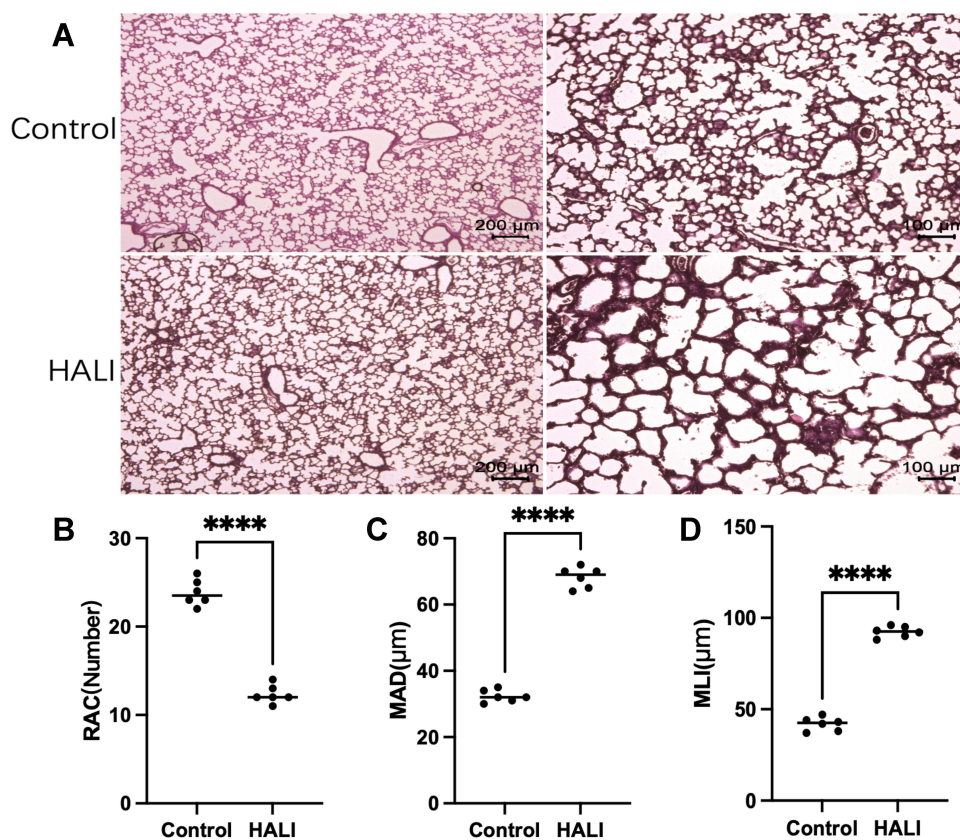 A
Control
200 µm
100 µm
HALI
200 µm
100 µm
B
****
RAC(Number)
30
20
10
0
Control HALI
C
****
MAD(µm)
80
60
40
20
0
Control HALI
D
****
MLI(µm)
150
100
50
0
Control HALI